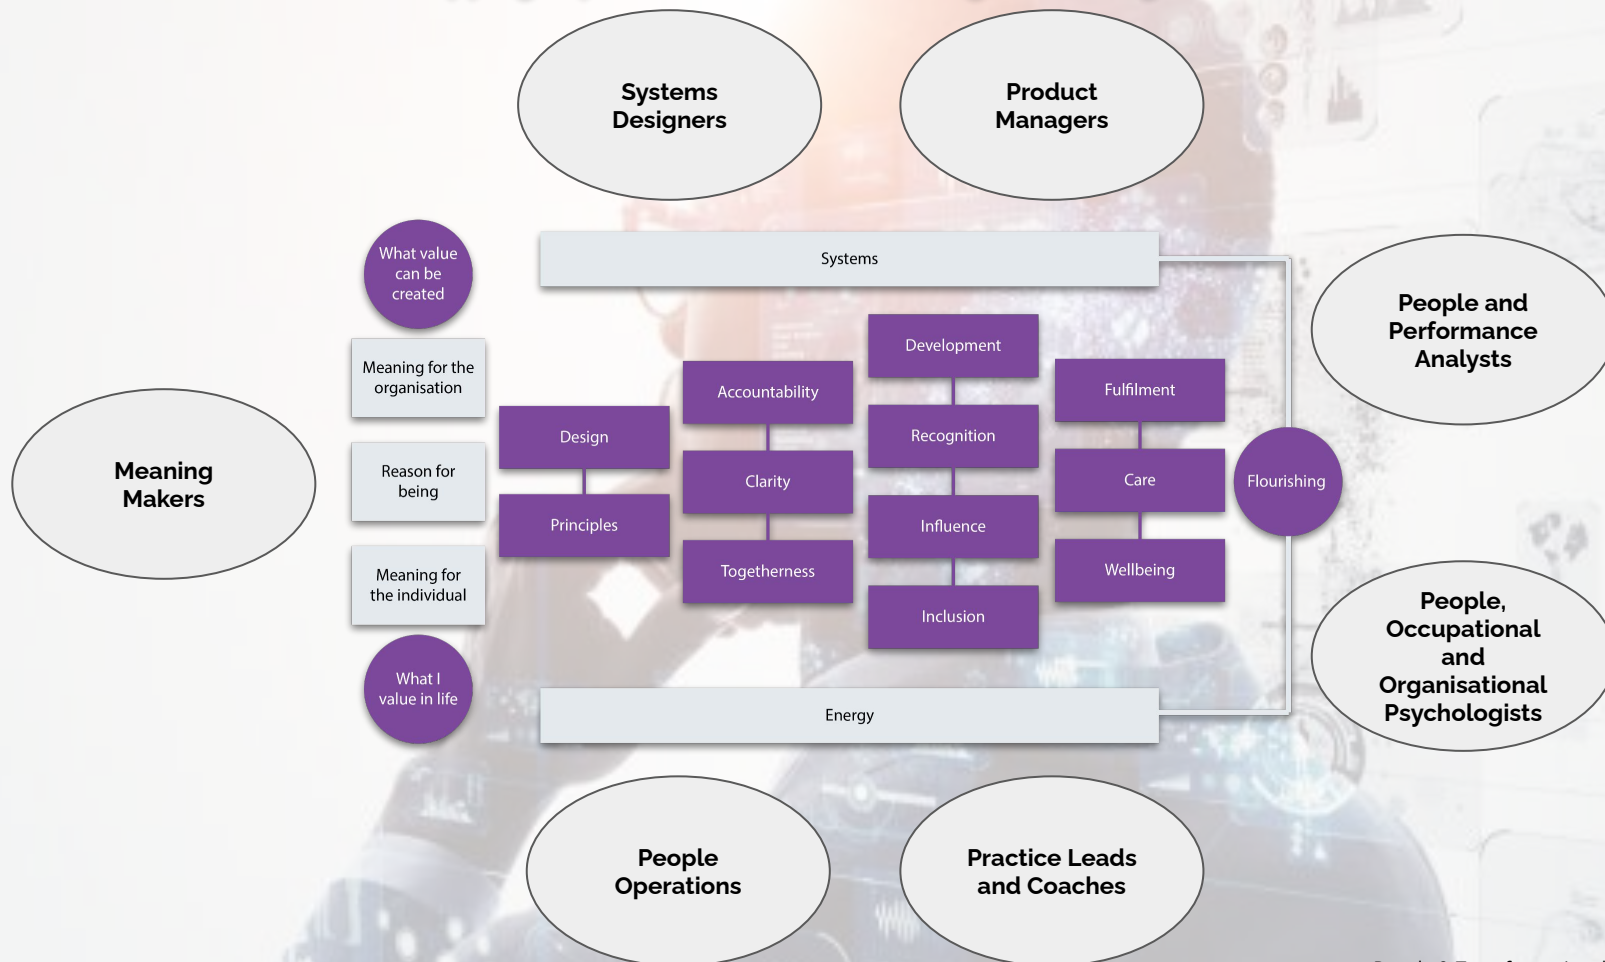 Systems
Designers
Product
Managers
What value
can be
created
Systems
People and
Performance
Analysts
Meaning for the
organisation
Development
Accountability
Fulfilment
Design
Recognition
Meaning
Makers
Reason for
being
Clarity
Care
Flourishing
Principles
Influence
Togetherness
Wellbeing
Meaning for
the individual
Inclusion
People,
Occupational
and
Organisational
Psychologists
What I
value in life
Energy
People
Operations
Practice Leads
and Coaches